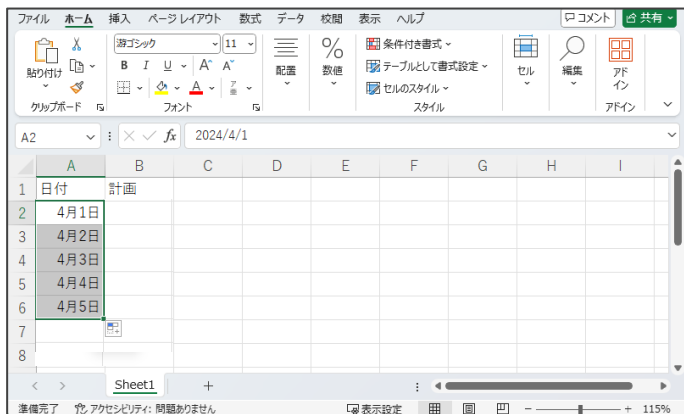 ファイル ホーム 挿入 ページ レイアウト 数式 データ 校閲 表示 ヘルプ コメント 共有
貼り付け 游ゴシック 11 A^ A˅ % 条件付き書式
B I U 配置 数値 テーブルとして書式設定 セル 編集 アドイン
A ア亜 セルのスタイル
クリップボード フォント スタイル アドイン
A2 fx 2024/4/1
A B C D E F G H I
1 日付 計画
2 4月1日
3 4月2日
4 4月3日
5 4月4日
6 4月5日
7
8
Sheet1 +
準備完了 アクセシビリティ: 問題ありません 表示設定 - + 115%